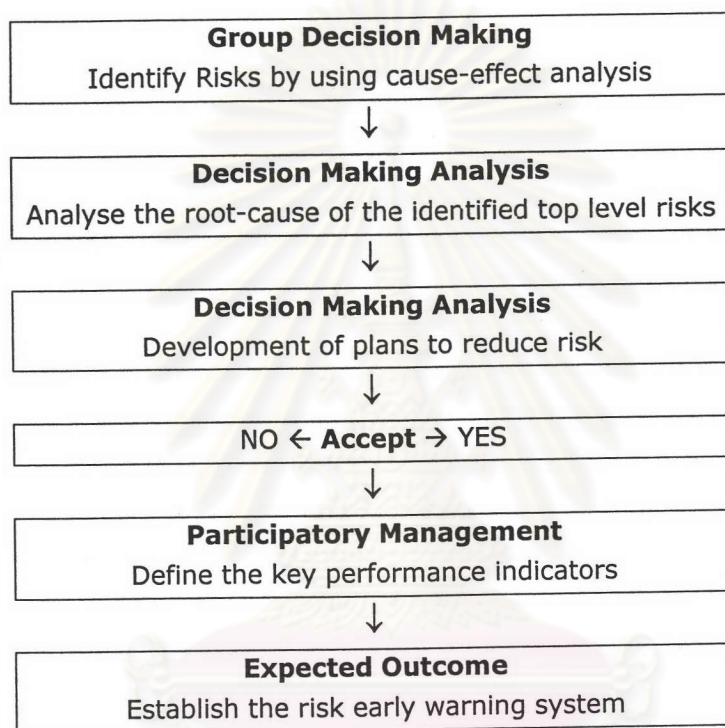 Group Decision Making
Identify Risks by using cause-effect analysis
↓
Decision Making Analysis
Analyse the root-cause of the identified top level risks
↓
Decision Making Analysis
Development of plans to reduce risk
↓
NO ← Accept → YES
↓
Participatory Management
Define the key performance indicators
↓
Expected Outcome
Establish the risk early warning system